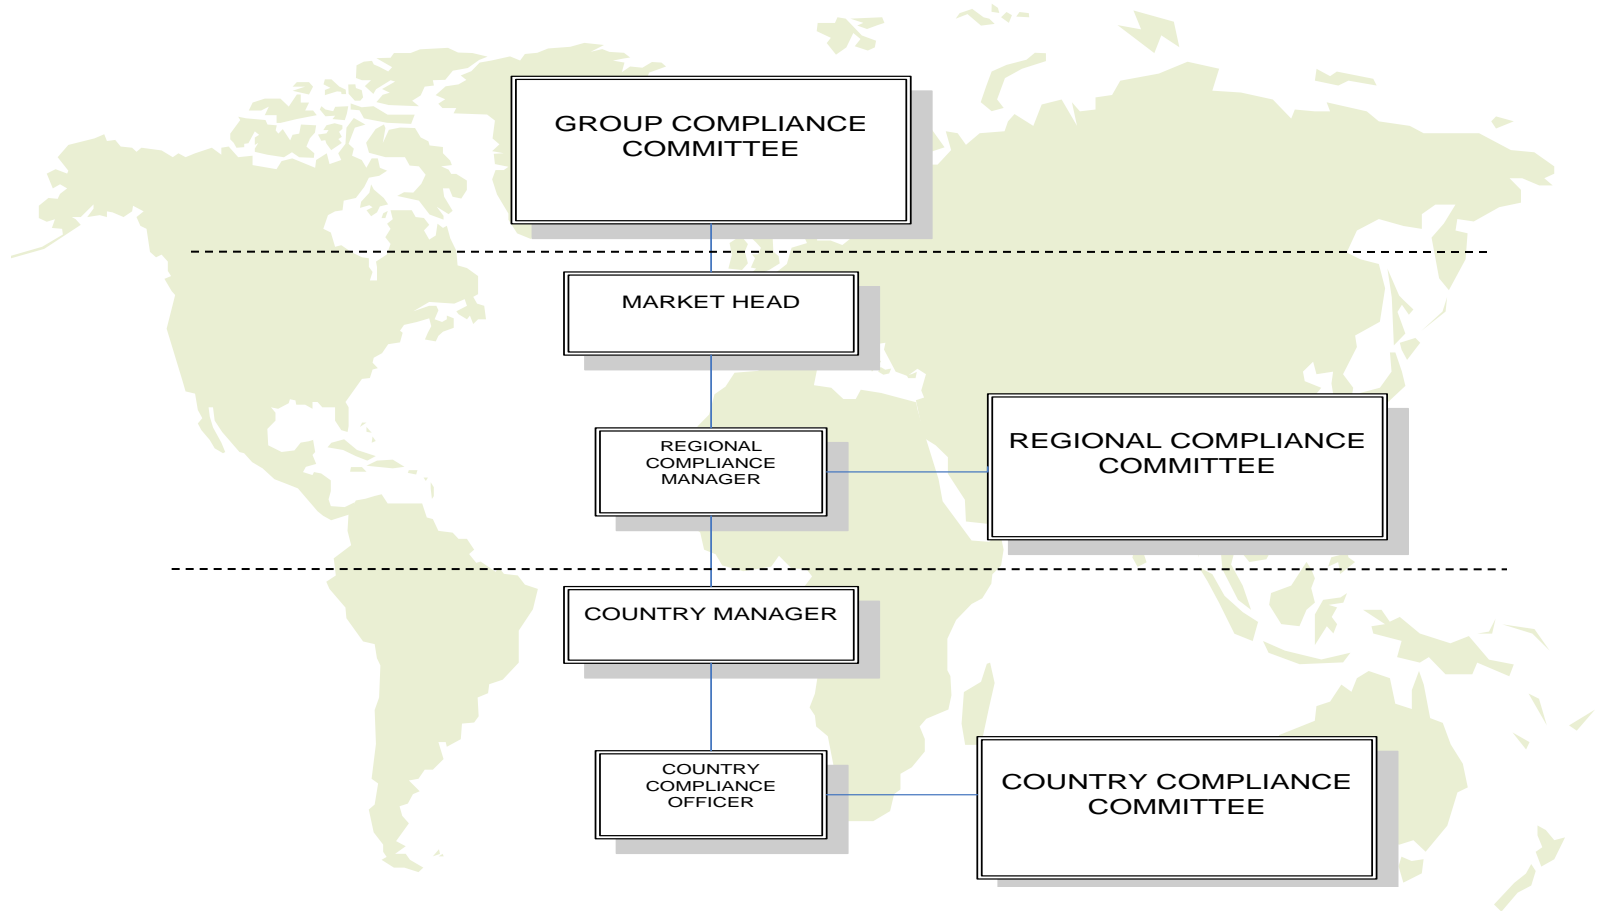 GROUP COMPLIANCE
COMMITTEE
MARKET HEAD
REGIONAL
COMPLIANCE
MANAGER
REGIONAL COMPLIANCE
COMMITTEE
COUNTRY MANAGER
COUNTRY
COMPLIANCE
OFFICER
COUNTRY COMPLIANCE
COMMITTEE